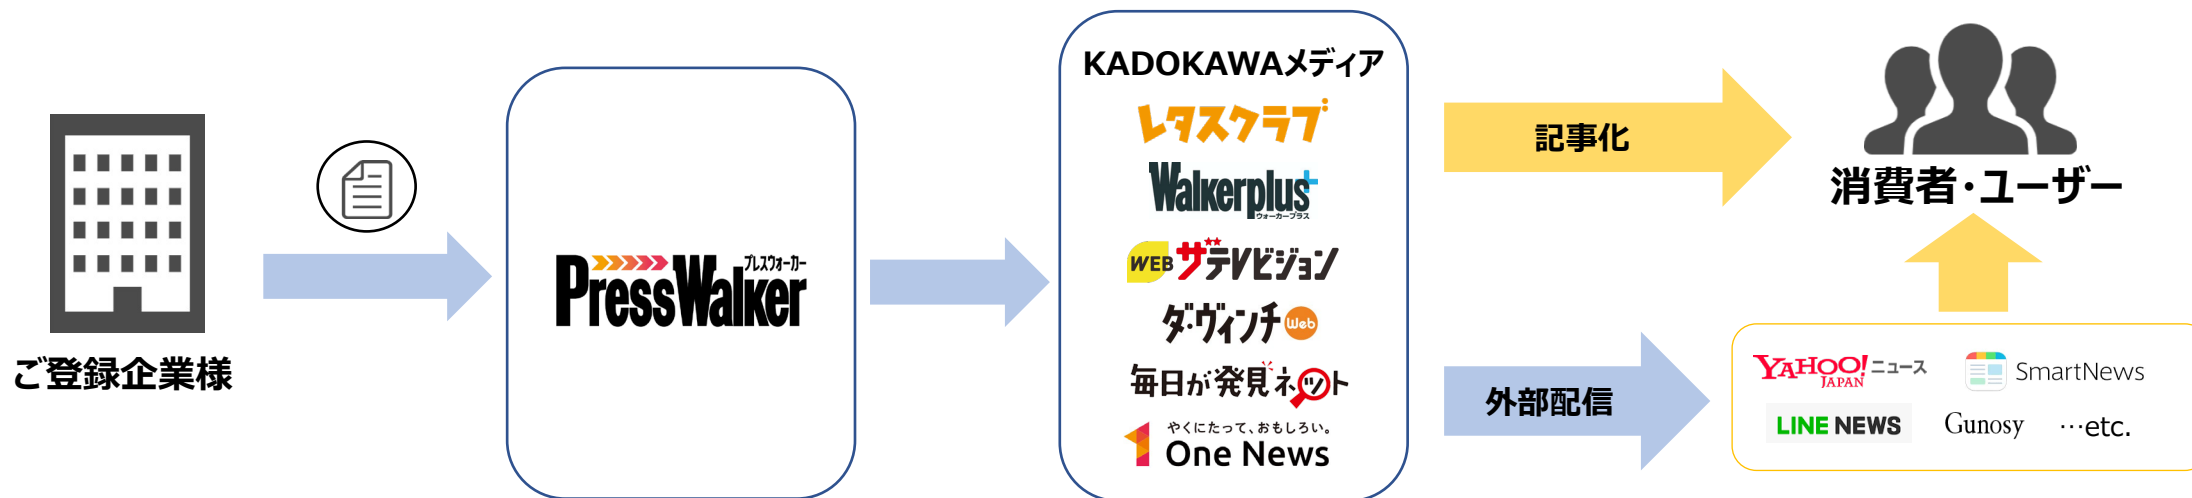 ご登録企業様
プレスウォーカー
PressWalker
KADOKAWAメディア
レタスクラブ
Walkerplus+
ウォーカープラス
WEB ザテレビジョン
ダ・ヴィンチ Web
毎日が発見ネット
やくにたって、おもしろい。
1 One News
記事化
外部配信
消費者・ユーザー
YAHOO! ニュース
JAPAN
SmartNews
LINE NEWS
Gunosy
…etc.